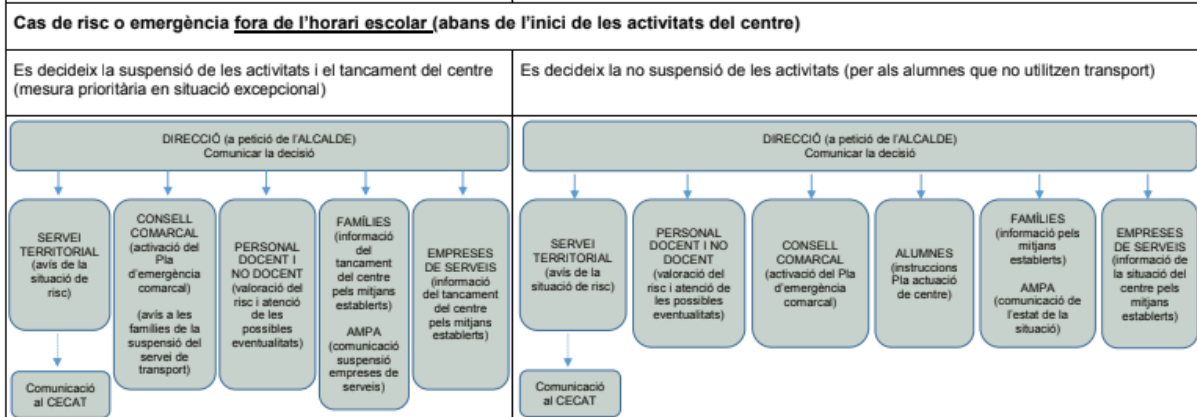 Cas de risc o emergència fora de l'horari escolar (abans de l'inici de les activitats del centre)
Es decideix la suspensió de les activitats i el tancament del centre
(mesura prioritària en situació excepcional)
DIRECCIÓ (a petició de l'ALCALDE)
Comunicar la decisió
SERVEI
TERRITORIAL
(avís de la
situació de
risc)
Comunicació
al CECAT
CONSELL
COMARCAL
(activació del
Pla
d'emergència
comarcal)
(avís a les
famílies de la
suspensió del
servei de
transport)
PERSONAL
DOCENT I
NO DOCENT
(valoració del
risc i atenció
de les
possibles
eventualitats)
FAMÍLIES
(informació
del
tancament
del centre
pels mitjans
establerts)
AMPA
(comunicació
suspensió
empreses de
serveis)
EMPRESES
DE SERVEIS
(informació
del tancament
del centre
pels mitjans
establerts)
Es decideix la no suspensió de les activitats (per als alumnes que no utilitzen transport)
DIRECCIÓ (a petició de l'ALCALDE)
Comunicar la decisió
SERVEI
TERRITORIAL
(avís de la
situació de risc)
Comunicació
al CECAT
PERSONAL
DOCENT I NO
DOCENT
(valoració del
risc i atenció de
les possibles
eventualitats)
CONSELL
COMARCAL
(activació del Pla
d'emergència
comarcal)
ALUMNES
(instruccions
Pla actuació
de centre)
FAMÍLIES
(informació pels
mitjans
establerts)
AMPA
(comunicació de
l'estat de la
situació)
EMPRESES
DE SERVEIS
(informació de
la situació del
centre pels
mitjans
establerts)